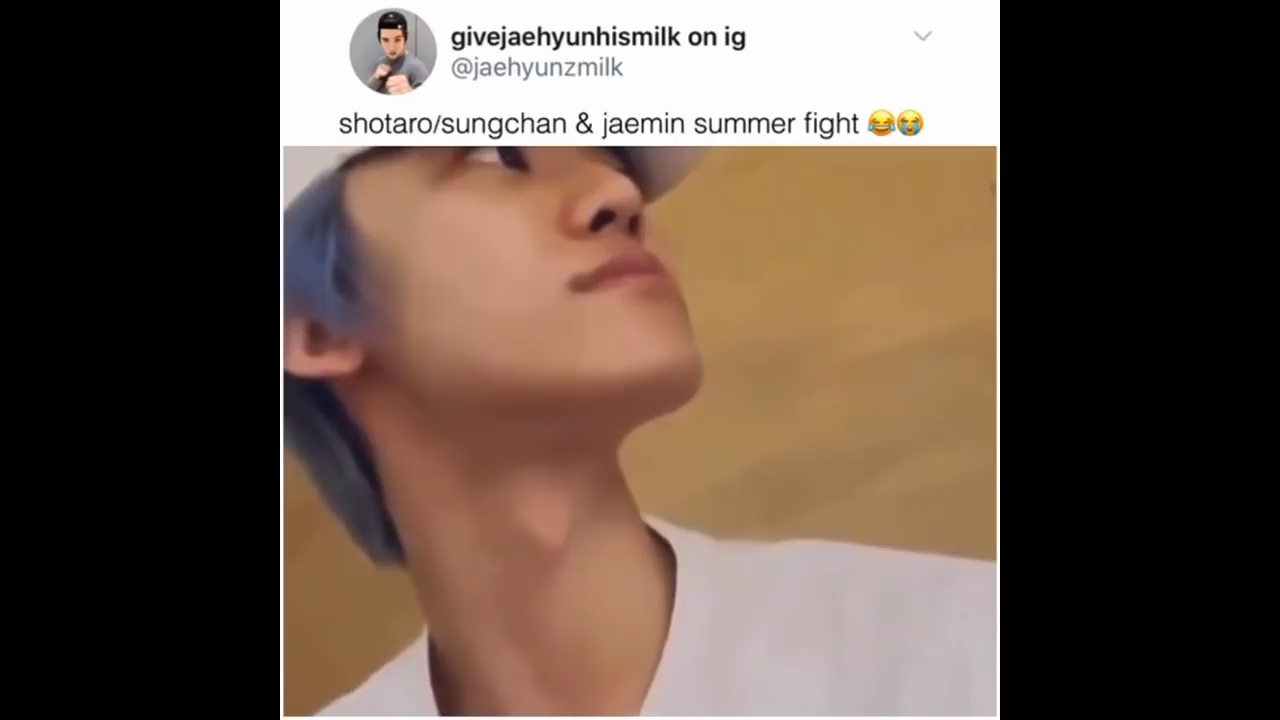 givejaehyunhismilk on ig
@jaehyunzmilk
shotaro/sungchan & jaemin summer fight 😂😭